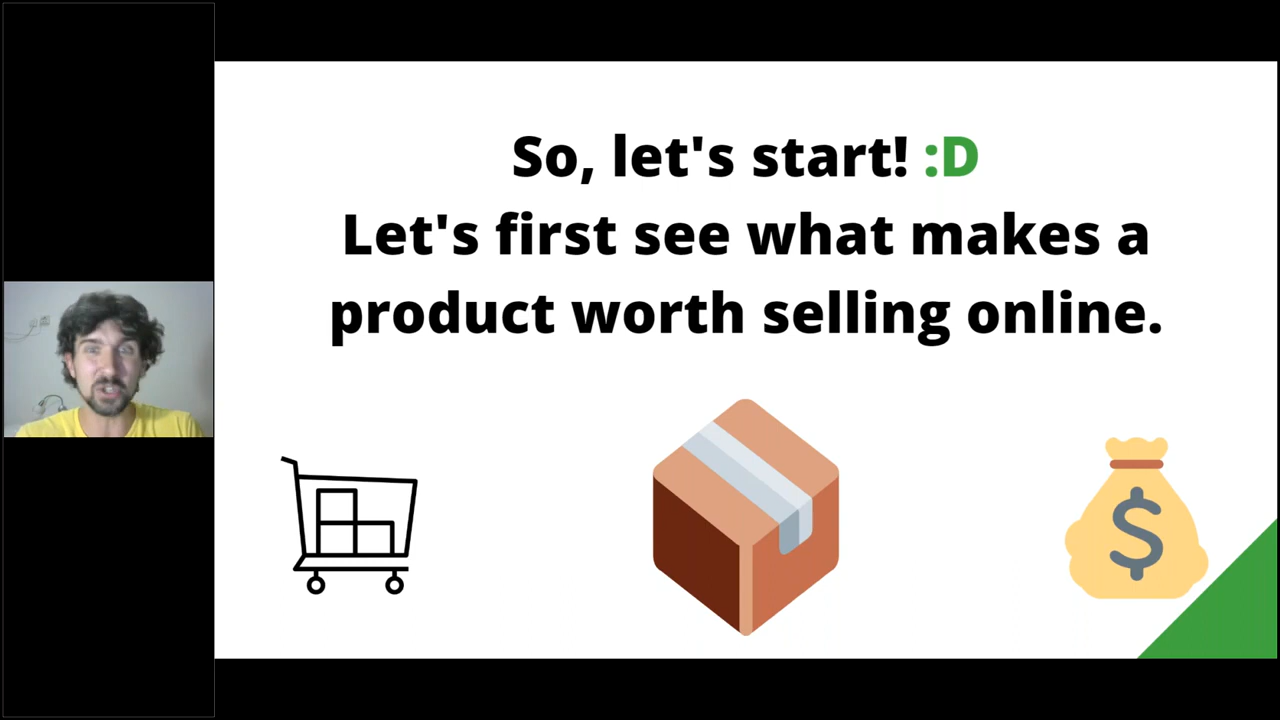 So, let's start! :D
Let's first see what makes a
product worth selling online.
$